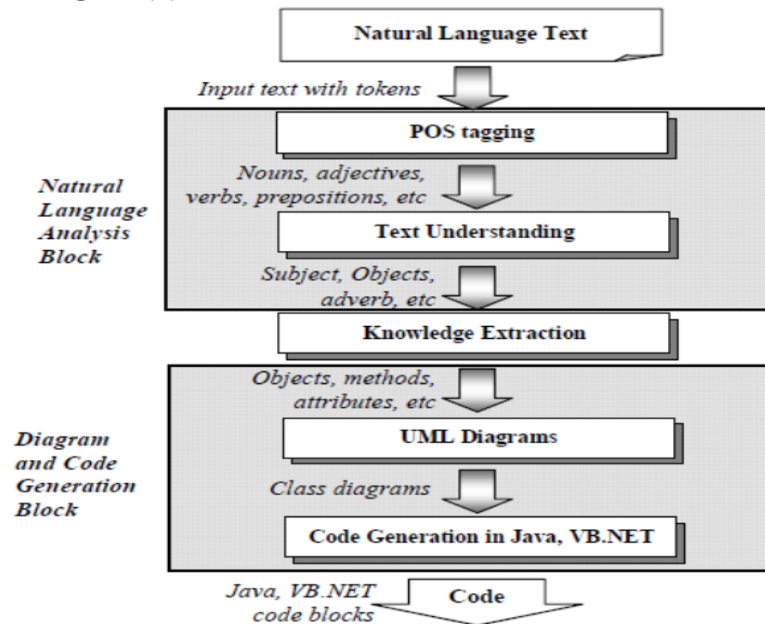 Natural Language Text
Input text with tokens
POS tagging
Nouns, adjectives,
verbs, prepositions, etc
Natural
Language
Analysis
Block
Text Understanding
Subject, Objects,
adverb, etc
Knowledge Extraction
Objects, methods,
attributes, etc
UML Diagrams
Diagram
and Code
Generation
Block
Class diagrams
Code Generation in Java, VB.NET
Java, VB.NET
code blocks
Code